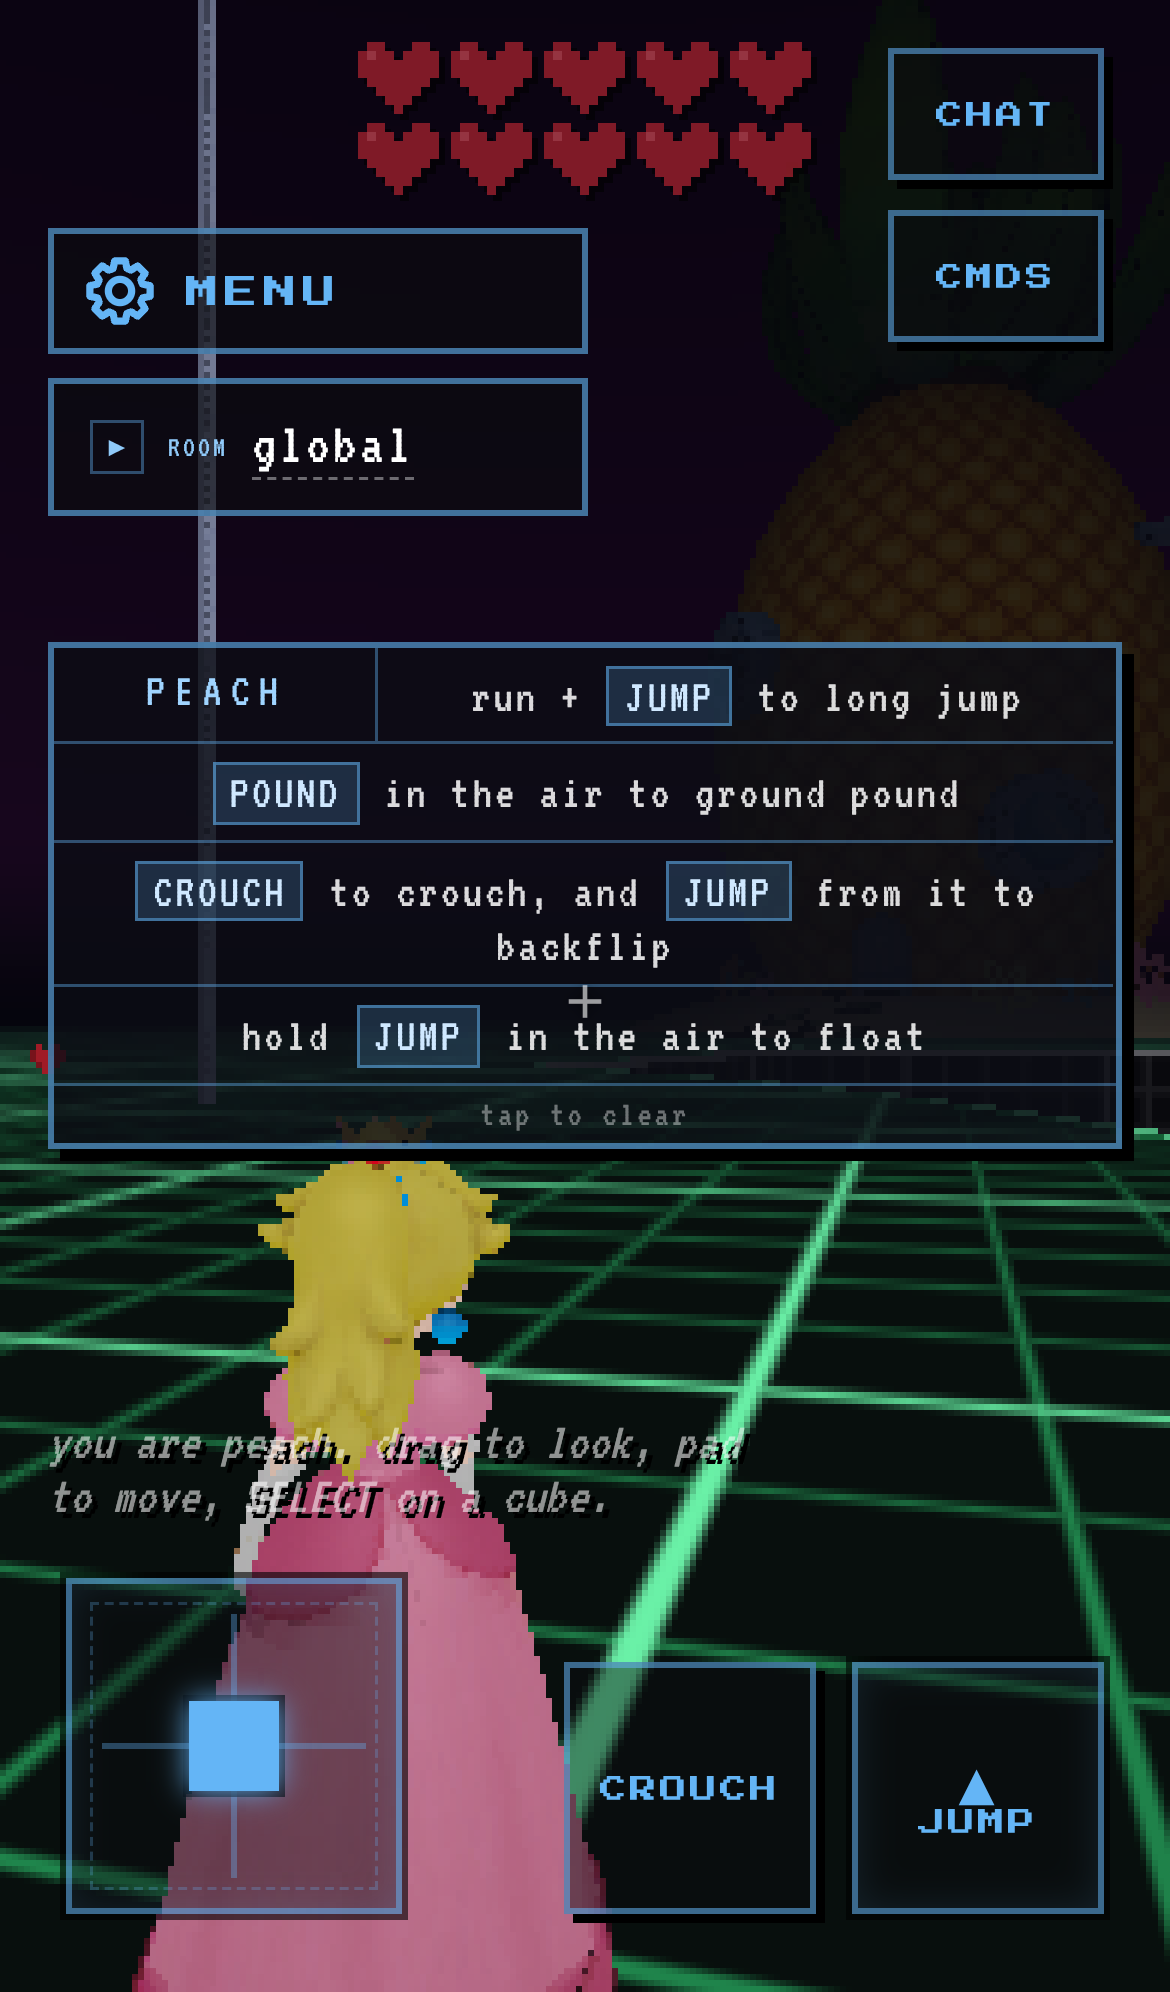 CHAT
CMDS
MENU
ROOM global
PEACH
run + JUMP to long jump
POUND in the air to ground pound
CROUCH to crouch, and JUMP from it to
backflip
hold JUMP in the air to float
tap to clear
you are peach. drag to look, pad
to move, SELECT on a cube.
CROUCH
JUMP